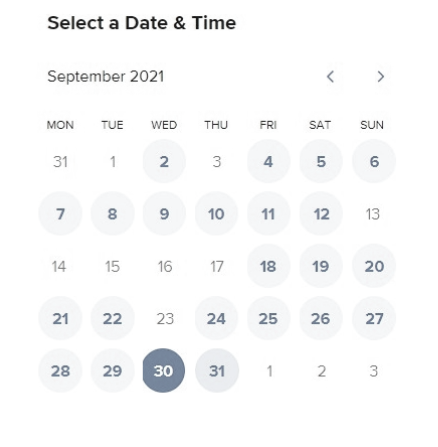 Select a Date & Time
September 2021
MON TUE WED THU FRI SAT SUN
31 1 2 3 4 5 6
7 8 9 10 11 12 13
14 15 16 17 18 19 20
21 22 23 24 25 26 27
28 29 30 31 1 2 3